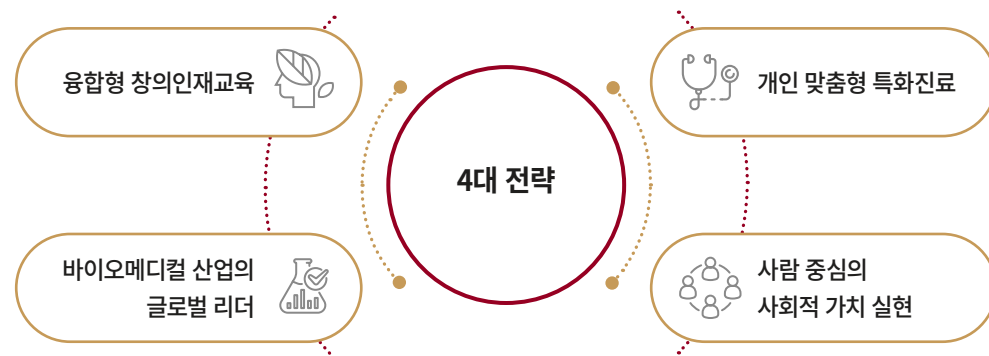 융합형 창의인재교육
개인 맞춤형 특화진료
4대 전략
바이오메디컬 산업의
글로벌 리더
사람 중심의
사회적 가치 실현